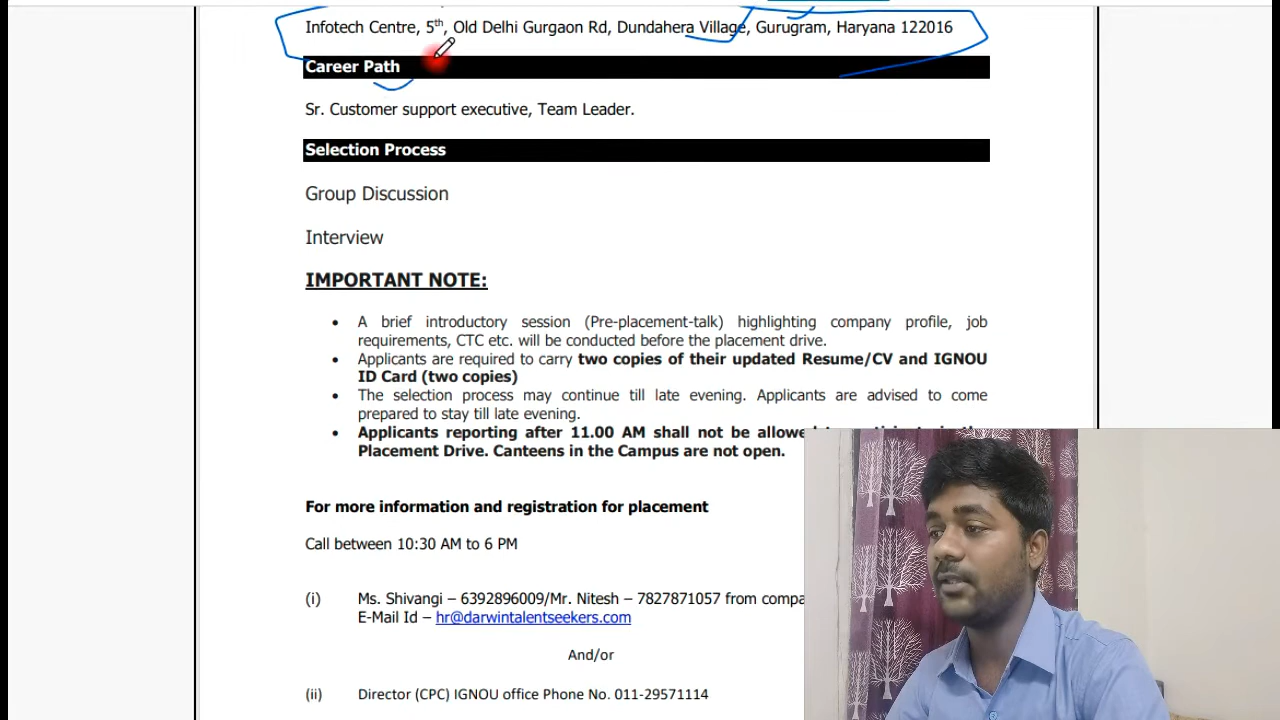 Infotech Centre, 5th, Old Delhi Gurgaon Rd, Dundahera Village, Gurugram, Haryana 122016
Career Path
Sr. Customer support executive, Team Leader.
Selection Process
Group Discussion
Interview
IMPORTANT NOTE:
• A brief introductory session (Pre-placement-talk) highlighting company profile, job
requirements, CTC etc. will be conducted before the placement drive.
• Applicants are required to carry two copies of their updated Resume/CV and IGNOU
ID Card (two copies)
• The selection process may continue till late evening. Applicants are advised to come
prepared to stay till late evening.
• Applicants reporting after 11.00 AM shall not be
Placement Drive. Canteens in the Campus are not open.
For more information and registration for placement
Call between 10:30 AM to 6 PM
(i) Ms. Shivangi – 6392896009/Mr. Nitesh – 7827871057 from
E-Mail Id – hr@darwintalentseekers.com
And/or
(ii) Director (CPC) IGNOU office Phone No. 011-29571114